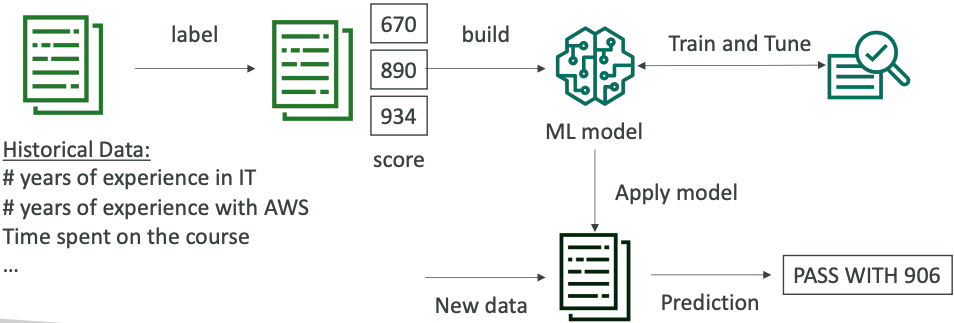 label
670
890
934
score
build
ML model
Train and Tune
Historical Data:
# years of experience in IT
# years of experience with AWS
Time spent on the course
...
Apply model
New data
Prediction
PASS WITH 906